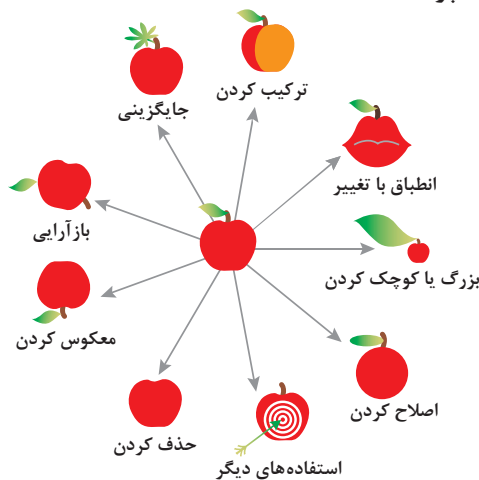 ترکیب کردن
جایگزینی
انطباق با تغییر
بازآرایی
بزرگ یا کوچک کردن
معکوس کردن
اصلاح کردن
حذف کردن
استفاده‌های دیگر